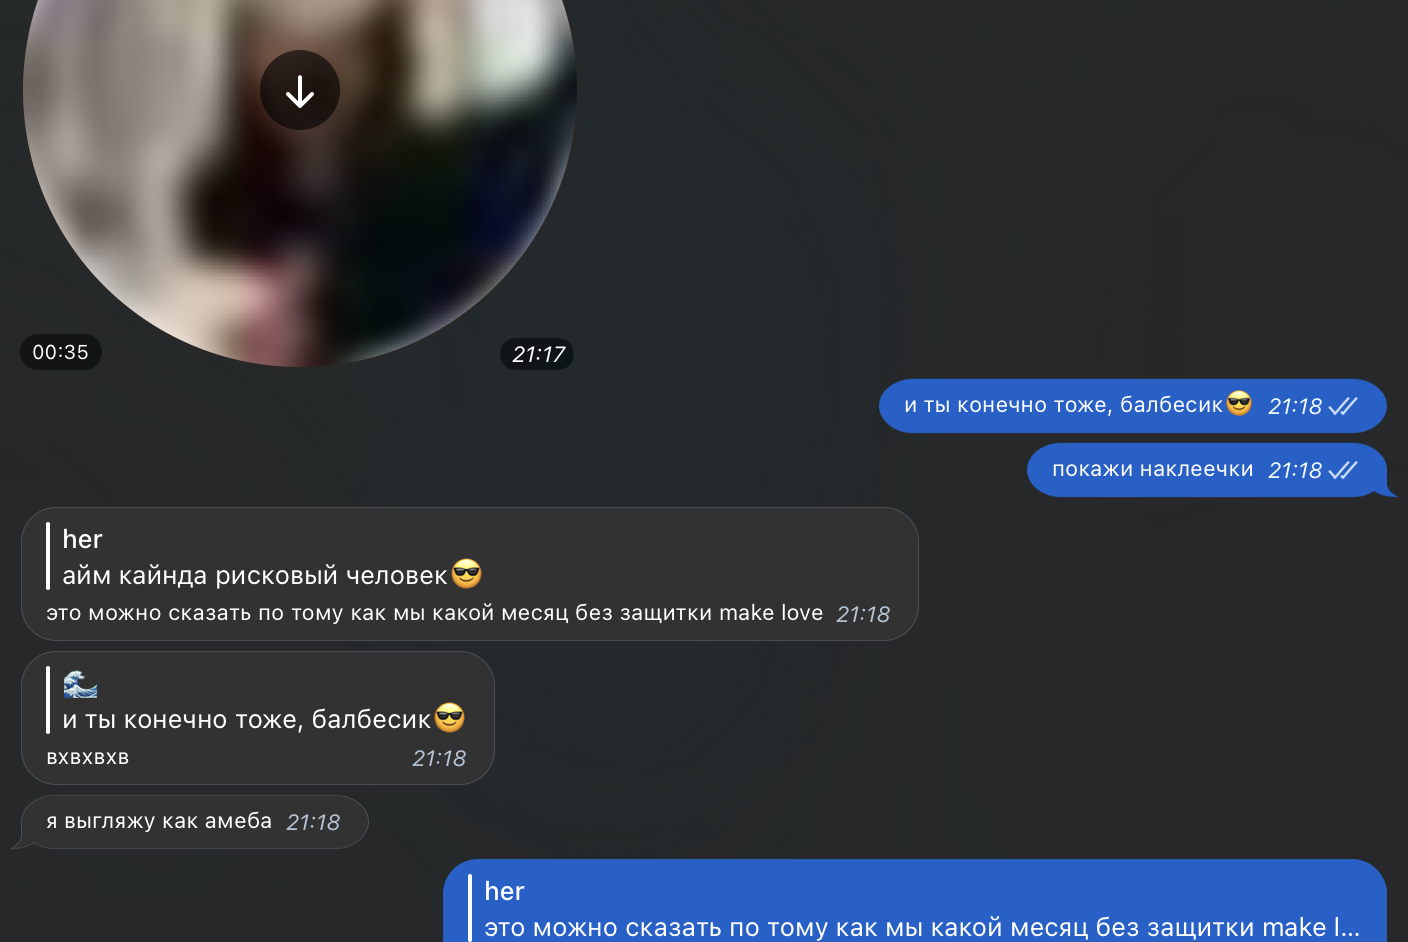 00:35
21:17
и ты конечно тоже, балбесик😎 21:18
покажи наклеечки 21:18
her
айм кайнда рисковый человек😎
это можно сказать по тому как мы какой месяц без защитки make love 21:18
🌊
и ты конечно тоже, балбесик😎
вхвхвхв 21:18
я выгляжу как амеба 21:18
her
это можно сказать по тому как мы какой месяц без защитки make l...